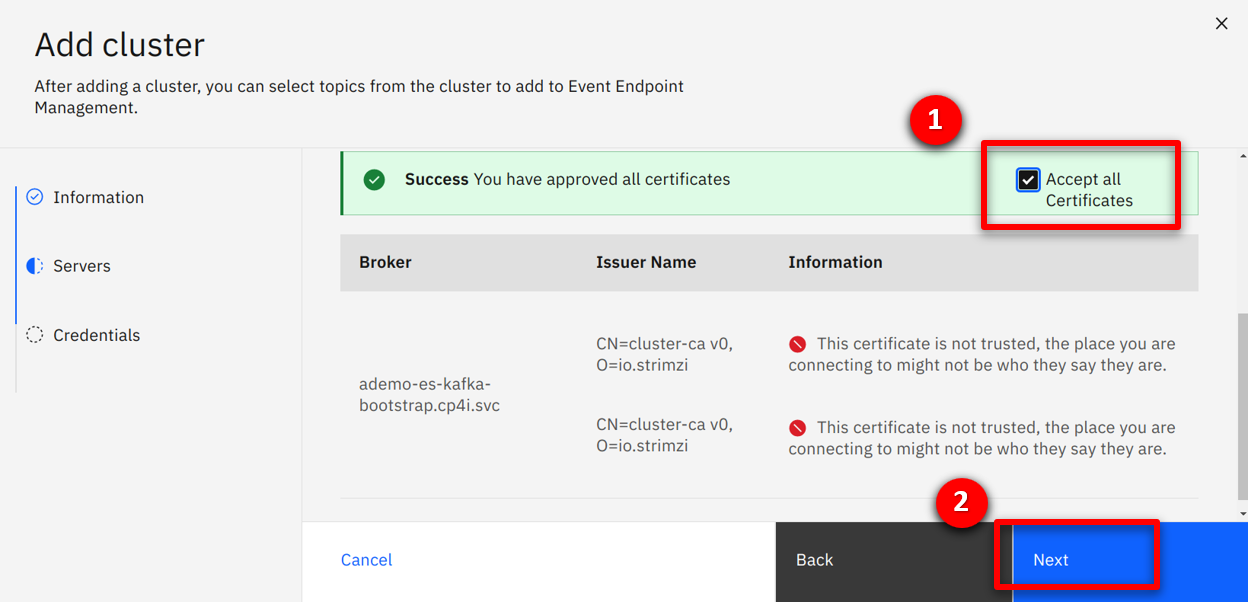 Add cluster
After adding a cluster, you can select topics from the cluster to add to Event Endpoint
Management.
1
Information
Servers
Credentials
Success You have approved all certificates
Accept all
Certificates
Broker Issuer Name Information
ademo-es-kafka-
bootstrap.cp4i.svc
CN=cluster-ca v0,
O=io.strimzi
This certificate is not trusted, the place you are
connecting to might not be who they say they are.
CN=cluster-ca v0,
O=io.strimzi
This certificate is not trusted, the place you are
connecting to might not be who they say they are.
2
Cancel
Back
Next